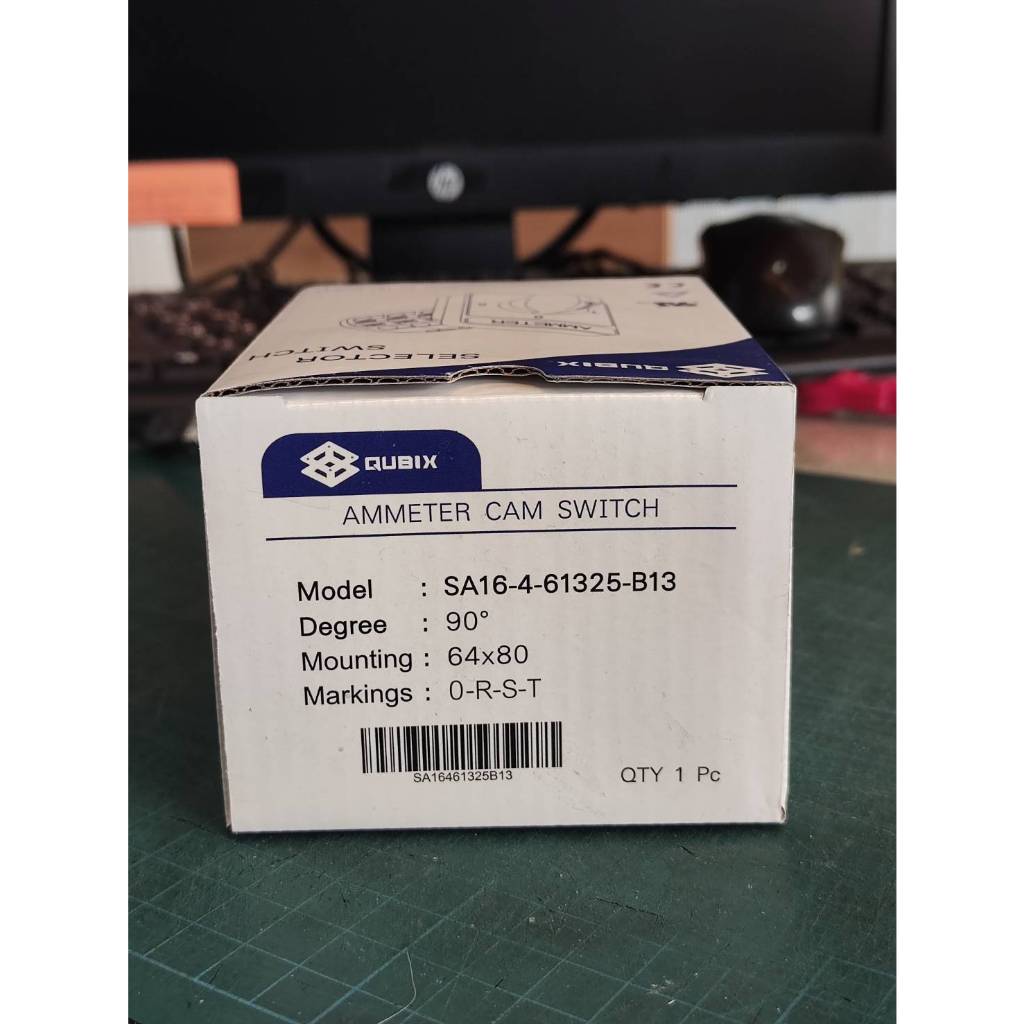 hp
AMMETER
SELECTOR
SWITCH
QUBIX
QUBIX
AMMETER CAM SWITCH
Model : SA16-4-61325-B13
Degree : 90°
Mounting : 64x80
Markings : 0-R-S-T
SA16461325B13
QTY 1 Pc